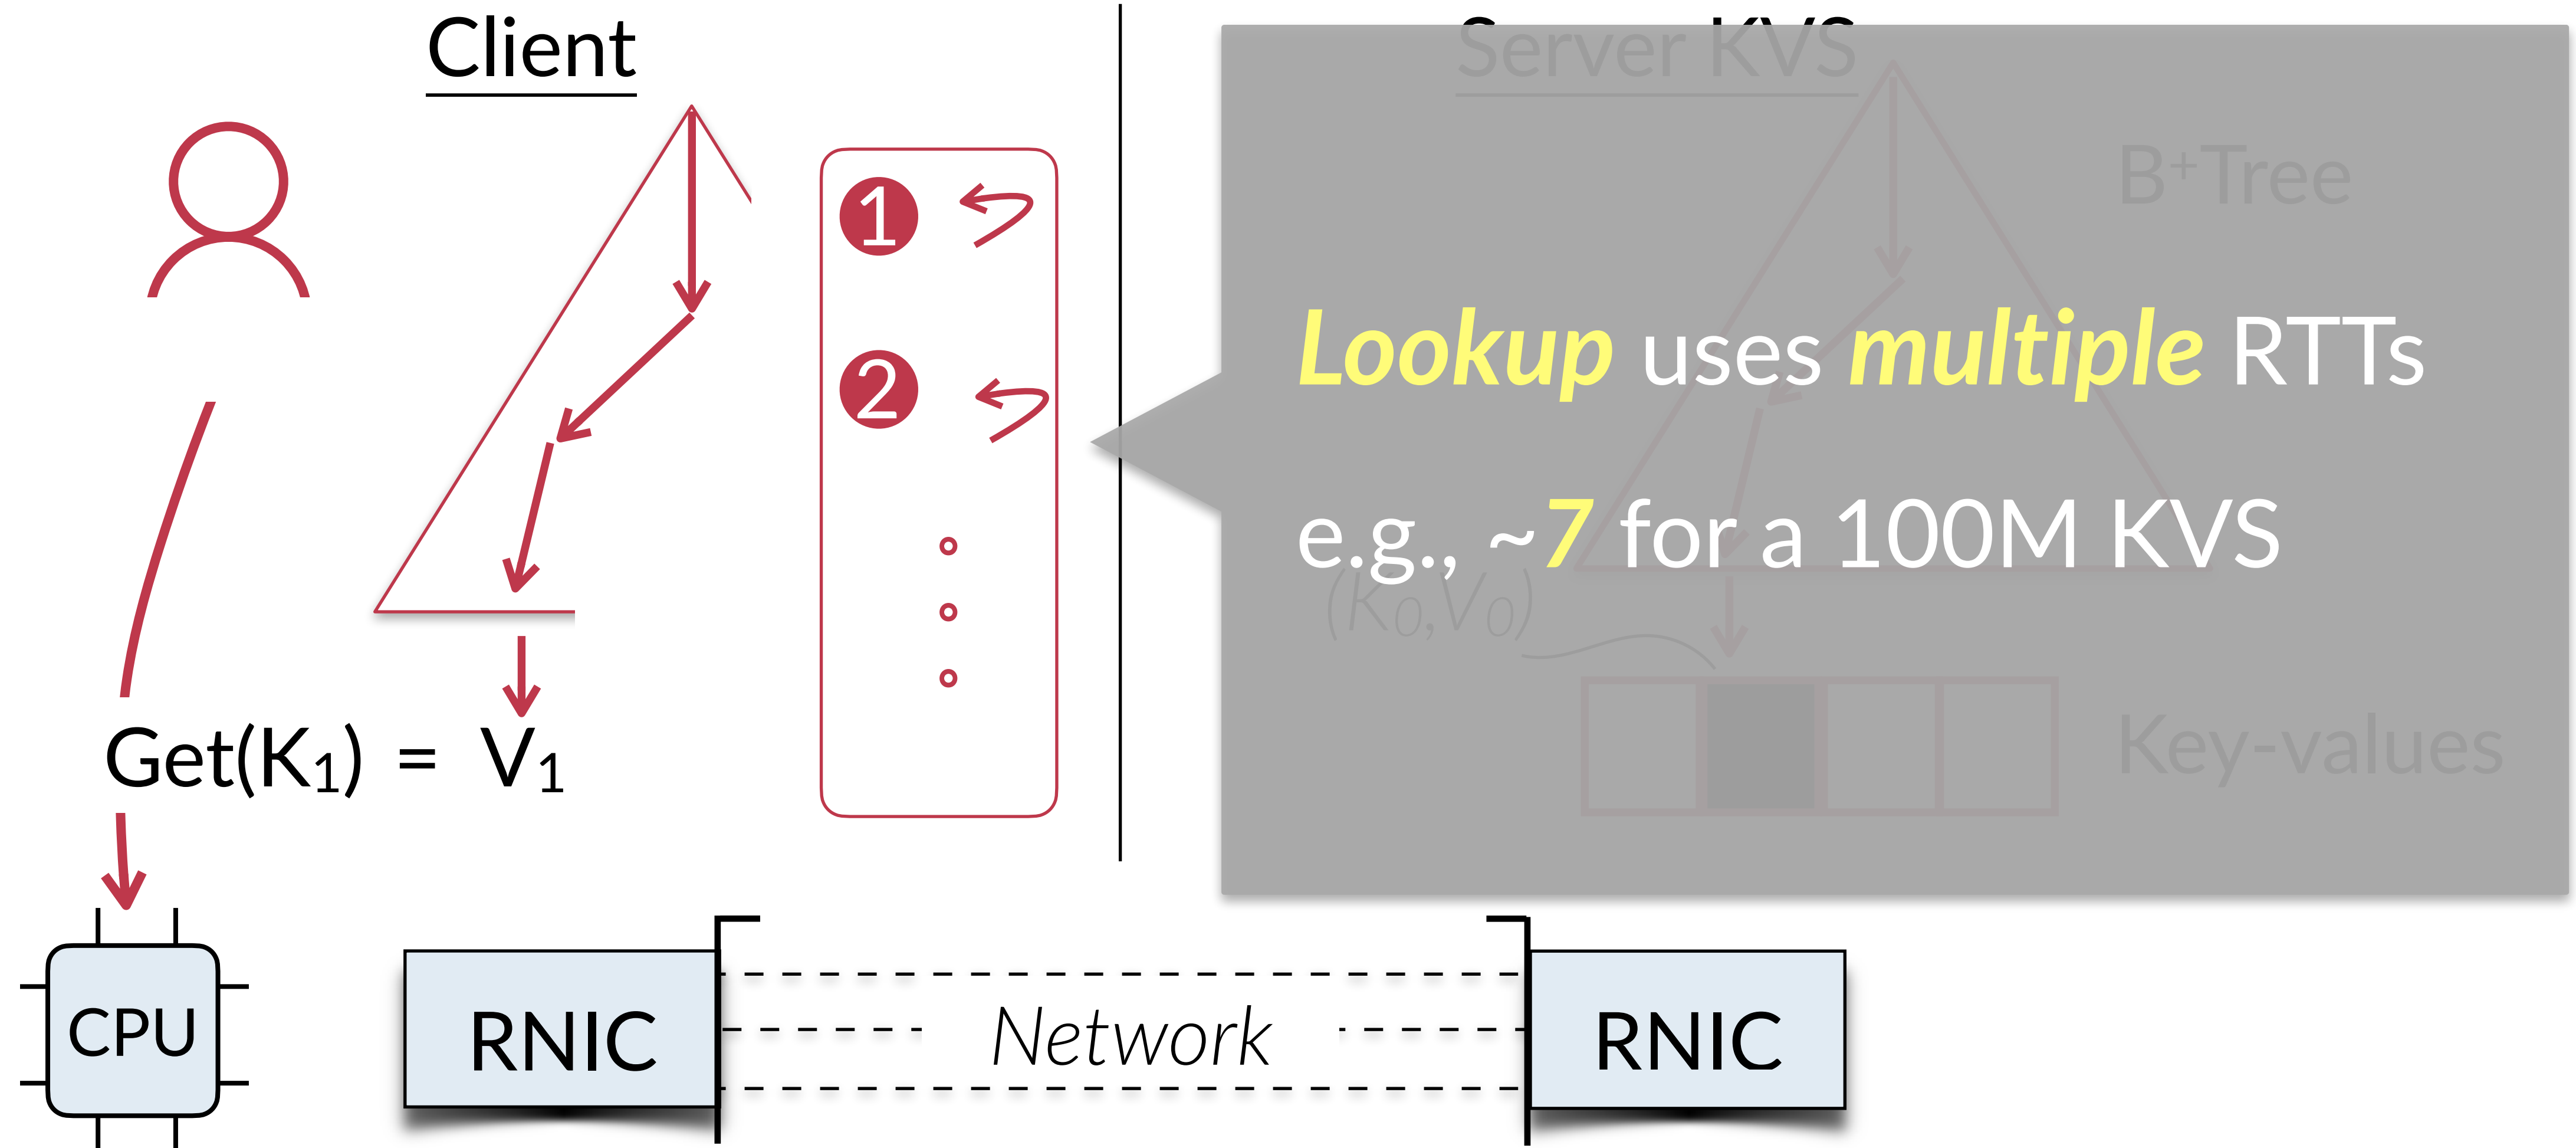 Client
Server KVS
1
2
B⁺Tree
Lookup uses multiple RTTs
e.g., ~7 for a 100M KVS
(K₀,V₀)
Get(K₁) = V₁
Key-values
CPU
RNIC
Network
RNIC